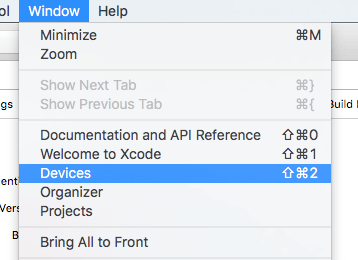 ol Window Help
Minimize ⌘M
Zoom
Show Next Tab ⌘}
Show Previous Tab ⌘{
gs Build
Documentation and API Reference ⇧⌘0
Welcome to Xcode ⇧⌘1
Devices ⇧⌘2
ent
Organizer
Vers
Projects
B
Bring All to Front